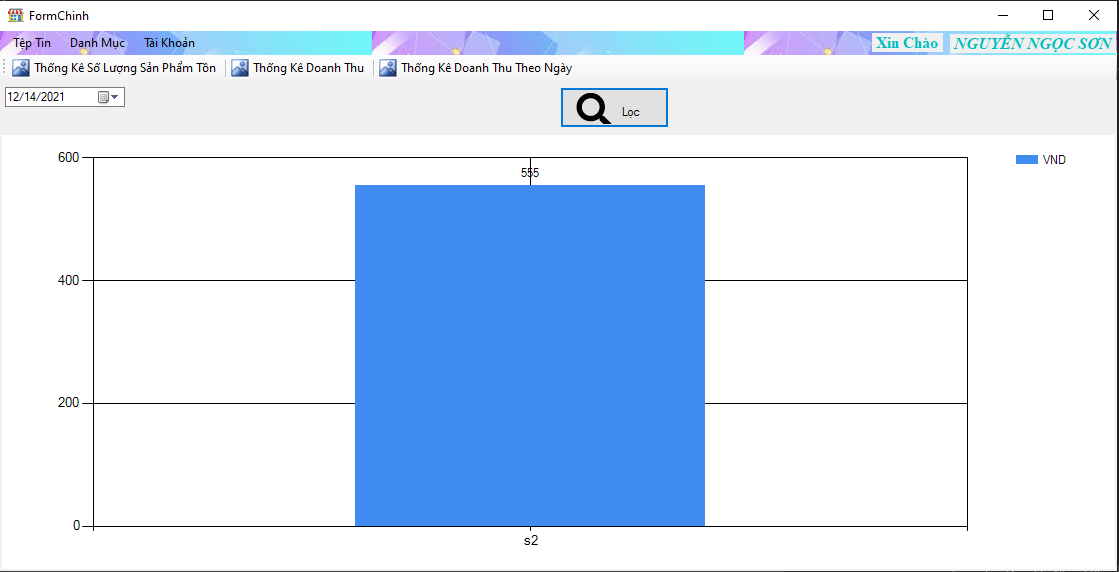 FormChinh
Tệp Tin Danh Mục Tài Khoản Xin Chào NGUYỄN NGỌC SƠN
Thống Kê Số Lượng Sản Phẩm Tồn Thống Kê Doanh Thu Thống Kê Doanh Thu Theo Ngày
12/14/2021
Lọc
600
555
VND
400
200
0
s2